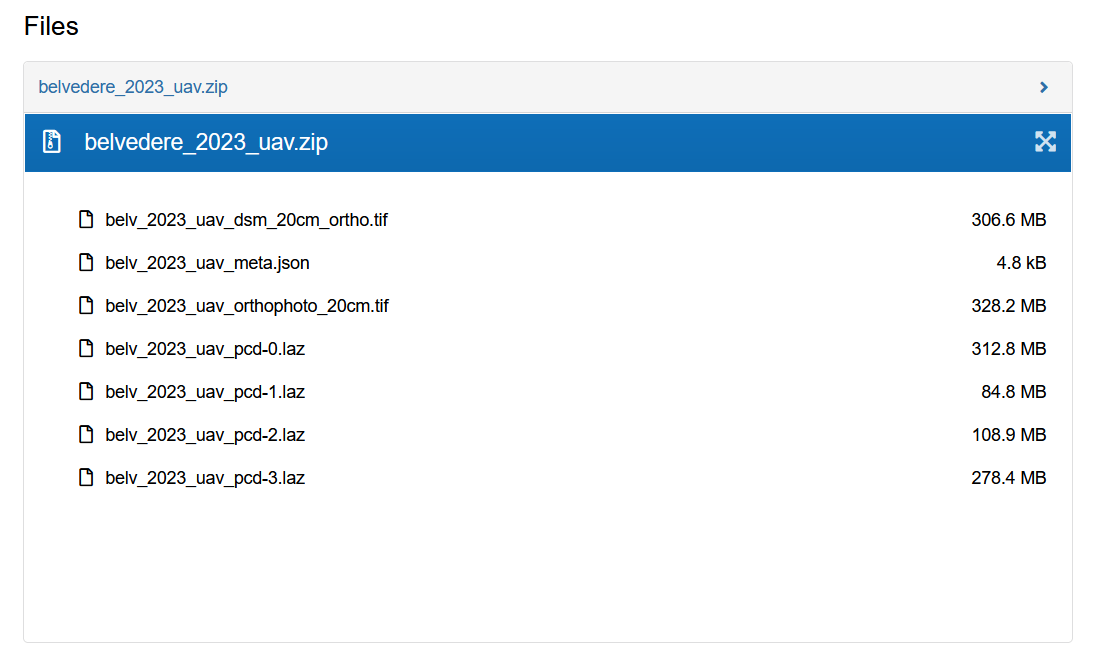 Files
belvedere_2023_uav.zip
belvedere_2023_uav.zip
belv_2023_uav_dsm_20cm_ortho.tif 306.6 MB
belv_2023_uav_meta.json 4.8 kB
belv_2023_uav_orthophoto_20cm.tif 328.2 MB
belv_2023_uav_pcd-0.laz 312.8 MB
belv_2023_uav_pcd-1.laz 84.8 MB
belv_2023_uav_pcd-2.laz 108.9 MB
belv_2023_uav_pcd-3.laz 278.4 MB